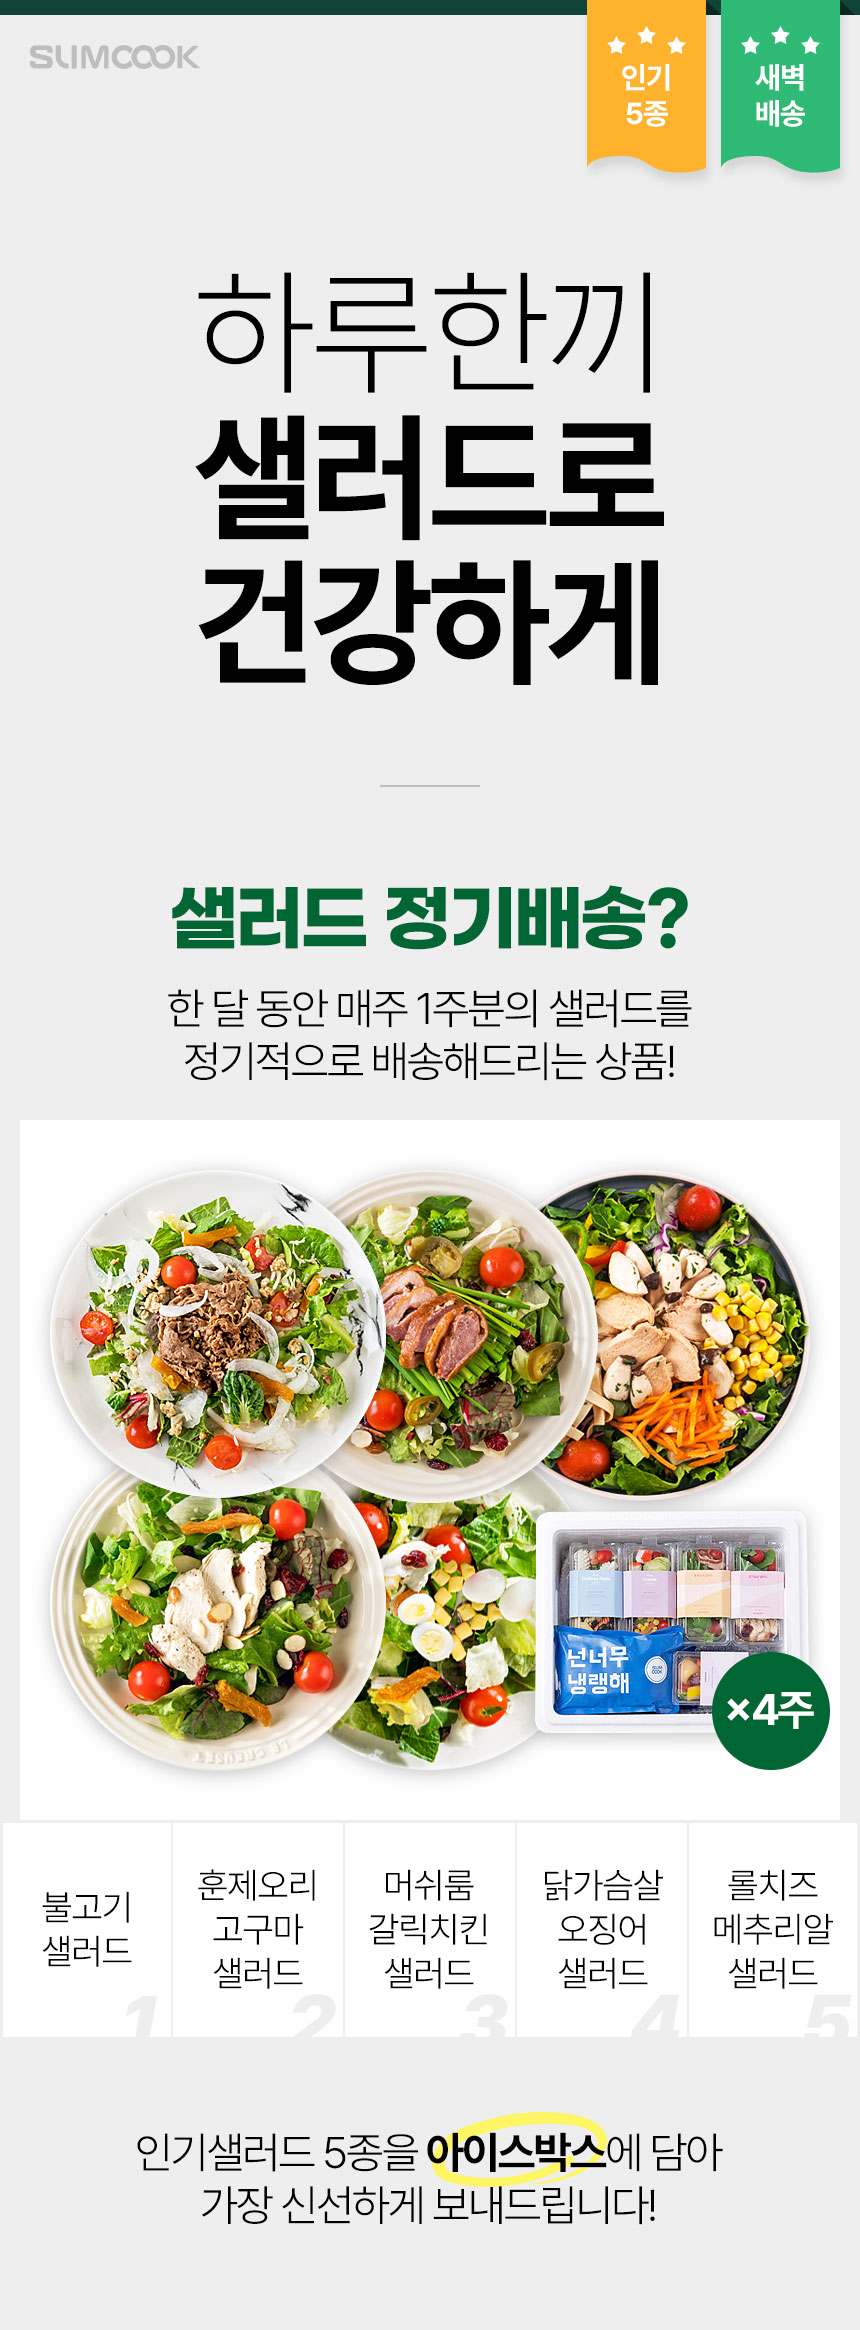 SLIMCOOK
인기
5종
새벽
배송
하루한끼
샐러드로
건강하게
샐러드 정기배송?
한 달 동안 매주 1주분의 샐러드를
정기적으로 배송해드리는 상품!
LE CREUSET
넌너무
냉랭해
SLIM
COOK
×4주
불고기
샐러드
1
훈제오리
고구마
샐러드
2
머쉬룸
갈릭치킨
샐러드
3
닭가슴살
오징어
샐러드
4
롤치즈
메추리알
샐러드
5
인기샐러드 5종을 아이스박스에 담아
가장 신선하게 보내드립니다!